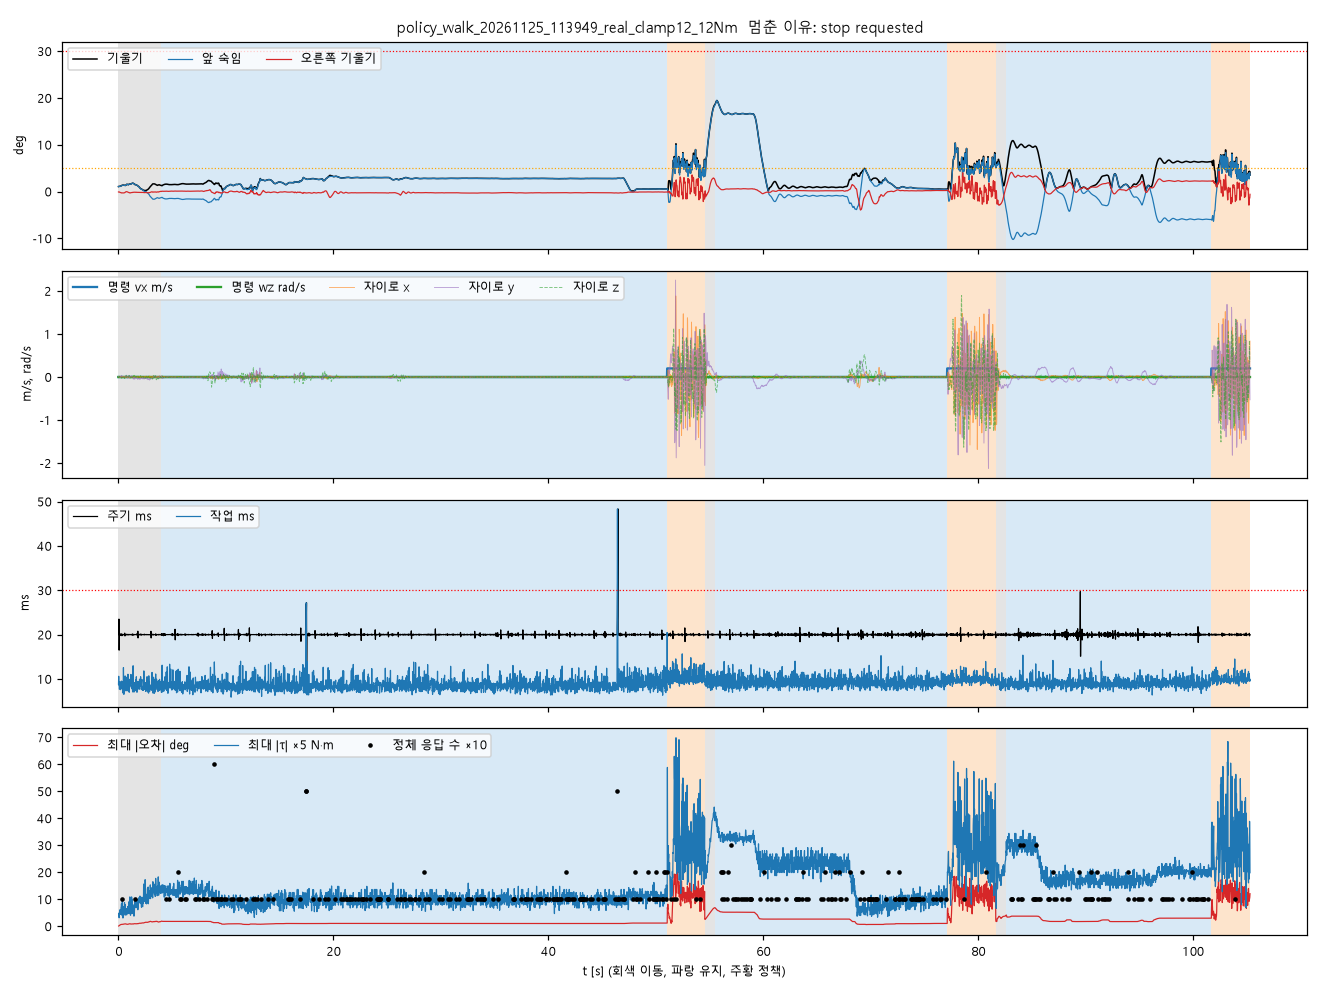 policy_walk_20261125_113949_real_clamp12_12Nm 멈춘 이유: stop requested
기울기 앞 숙임 오른쪽 기울기
30
20
10
0
-10
deg
명령 vx m/s 명령 wz rad/s 자이로 x 자이로 y 자이로 z
2
1
0
-1
-2
m/s, rad/s
주기 ms 작업 ms
50
40
30
20
10
ms
최대 |오차| deg 최대 |τ| ×5 N·m 정체 응답 수 ×10
70
60
50
40
30
20
10
0
0 20 40 60 80 100
t [s] (회색 이동, 파랑 유지, 주황 정책)